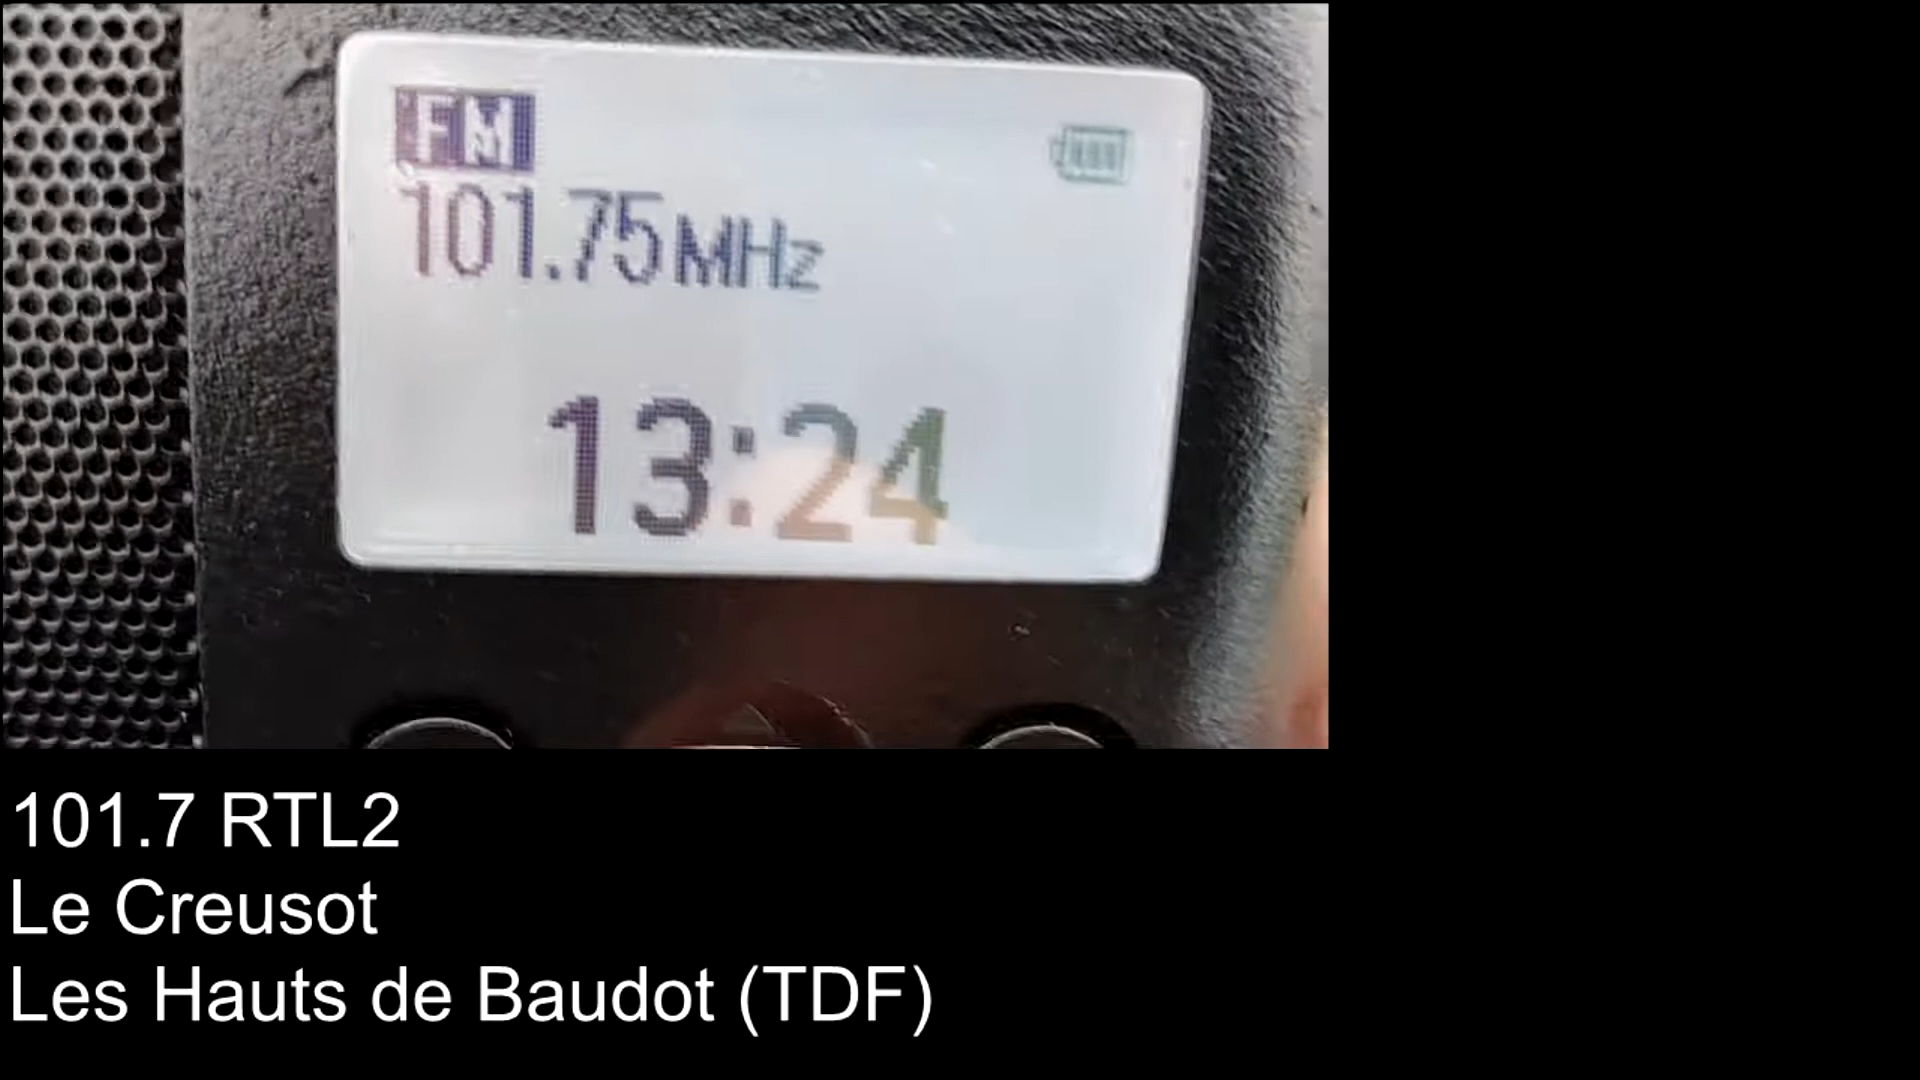 FM
101.75MHz
13:24
101.7 RTL2
Le Creusot
Les Hauts de Baudot (TDF)